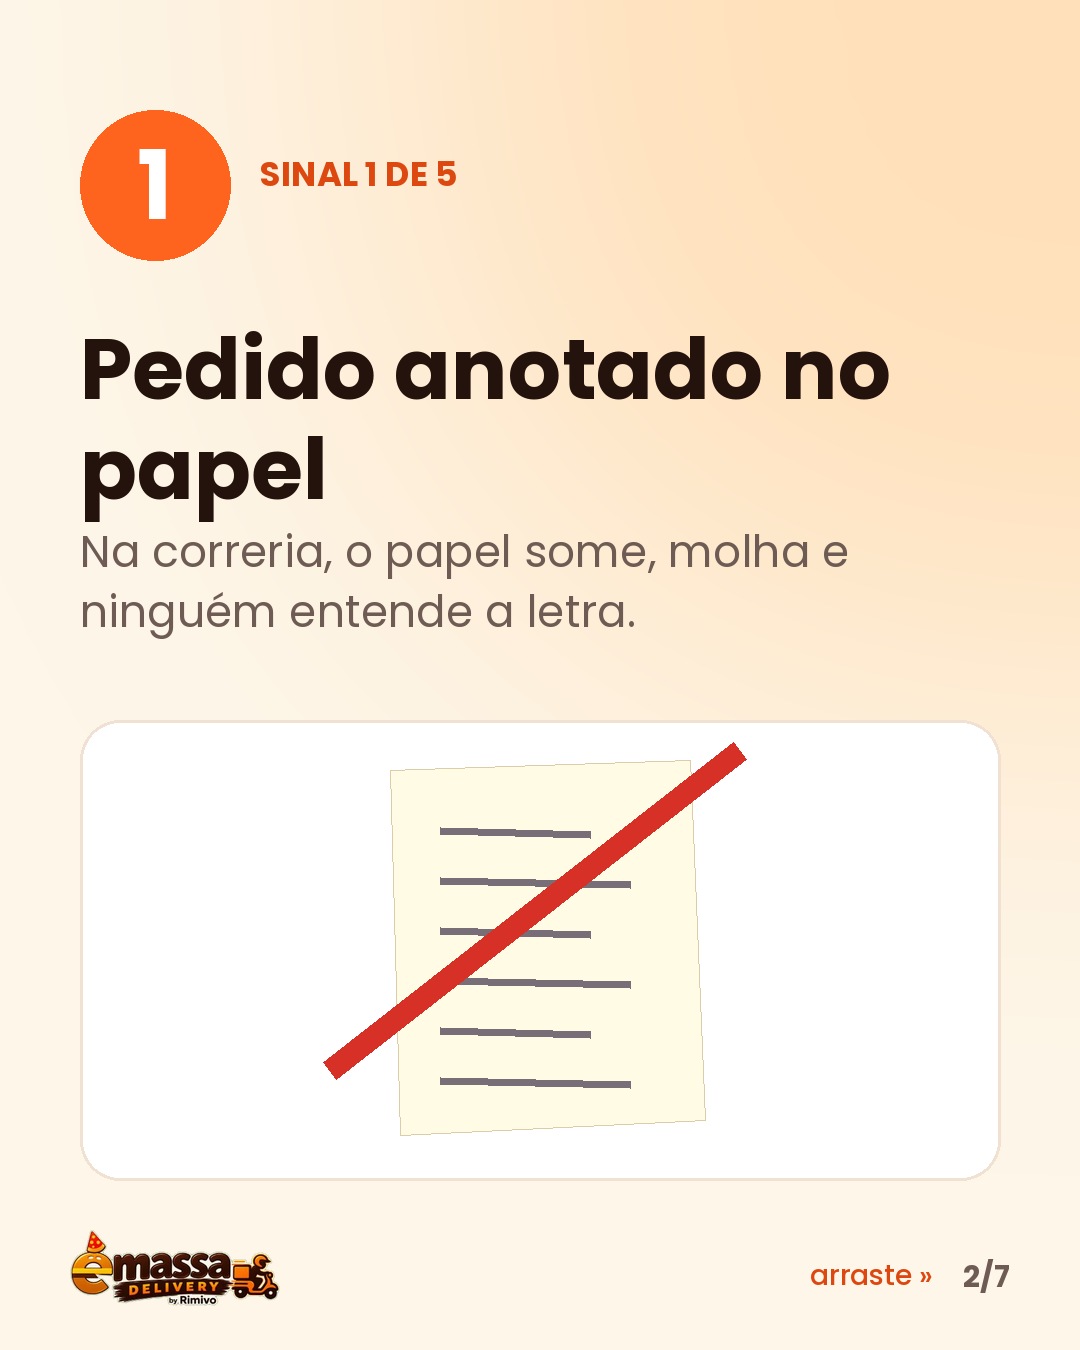 1
SINAL 1 DE 5
Pedido anotado no
papel
Na correria, o papel some, molha e
ninguém entende a letra.
êmassa
DELIVERY
by Rimivo
arraste »
2/7